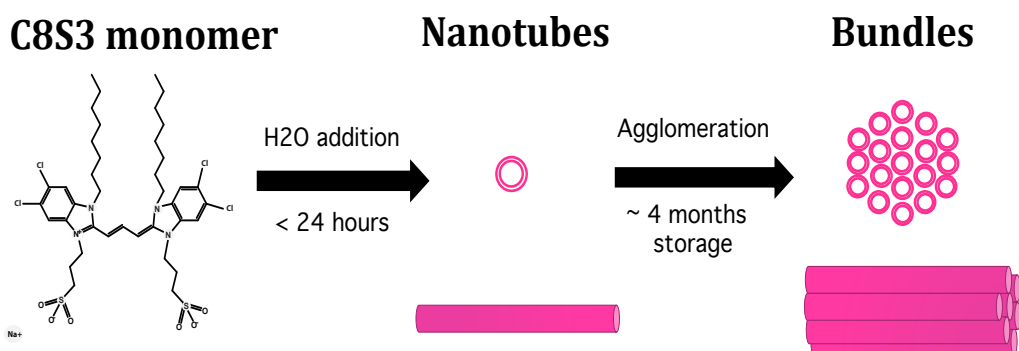 C8S3 monomer
Nanotubes
Bundles
H2O addition
< 24 hours
Agglomeration
~ 4 months
storage
Cl
Cl
Cl
Cl
N
N
N+
N
S
O
O
O-
S
O
O
O-
Na+